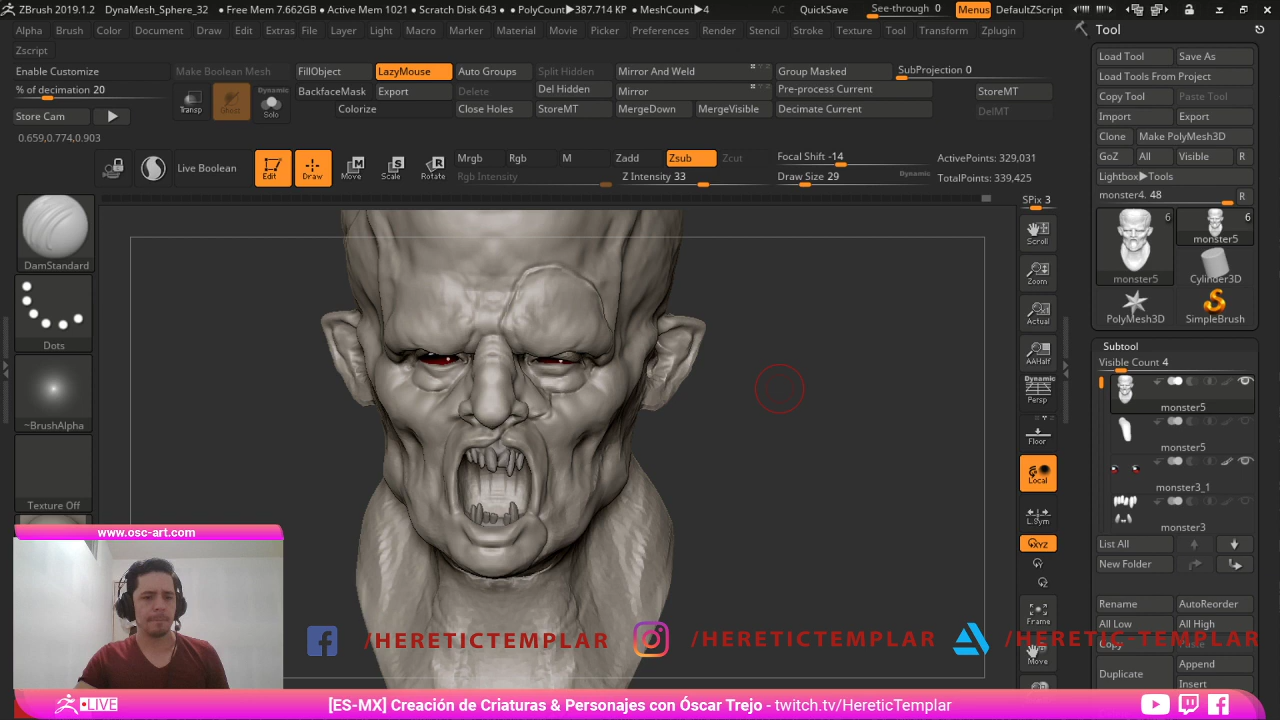 ZBrush 2019.1.2 DynaMesh_Sphere_32 ● Free Mem 7.662GB ● Active Mem 1021 ● Scratch Disk 643 ● PolyCount▶387.714 KP ● MeshCount▶4 AC QuickSave See-through 0 Menus DefaultZScript
Alpha Brush Color Document Draw Edit Extras File Layer Light Macro Marker Material Movie Picker Preferences Render Stencil Stroke Texture Tool Transform Zplugin
Zscript
Enable Customize Make Boolean Mesh FillObject LazyMouse Auto Groups Split Hidden Mirror And Weld Group Masked SubProjection 0
% of decimation 20 Transp Ghost Dynamic Solo BackfaceMask Export Delete Del Hidden Mirror Pre-process Current StoreMT
Store Cam Colorize Close Holes StoreMT MergeDown MergeVisible Decimate Current DelMT
0.659,0.774,0.903
Live Boolean Edit Draw Move Scale Rotate Mrgb Rgb M Zadd Zsub Zcut Focal Shift -14 ActivePoints: 329,031
Rgb Intensity Z Intensity 33 Draw Size 29 Dynamic TotalPoints: 339,425
DamStandard
Dots
~BrushAlpha
Texture Off
SPix 3
Scroll
Zoom
Actual
AAHalf
Dynamic
Persp
Floor
Local
L.Sym
XYZ
Frame
Move
Tool
Load Tool Save As
Load Tools From Project
Copy Tool Paste Tool
Import Export
Clone Make PolyMesh3D
GoZ All Visible R
Lightbox▶Tools
monster4. 48 R
6 6
monster5
monster5 Cylinder3D
PolyMesh3D SimpleBrush
Subtool
Visible Count 4
monster5
monster5
monster3_1
monster3
List All
New Folder
Rename AutoReorder
All Low All High
Copy Paste
Duplicate Append
Insert
www.osc-art.com
/HERETICTEMPLAR /HERETICTEMPLAR /HERETIC_TEMPLAR
LIVE [ES-MX] Creación de Criaturas & Personajes con Óscar Trejo - twitch.tv/HereticTemplar